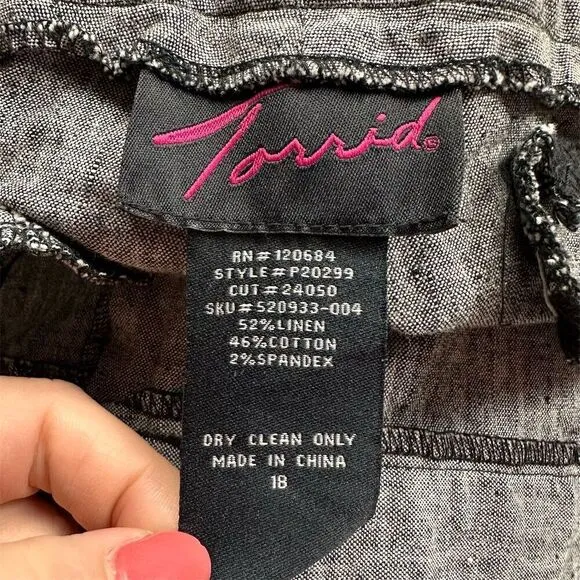 Torrid
RN# 120684
STYLE# P20299
CUT# 24050
SKU# 520933-004
52% LINEN
46% COTTON
2% SPANDEX
DRY CLEAN ONLY
MADE IN CHINA
18